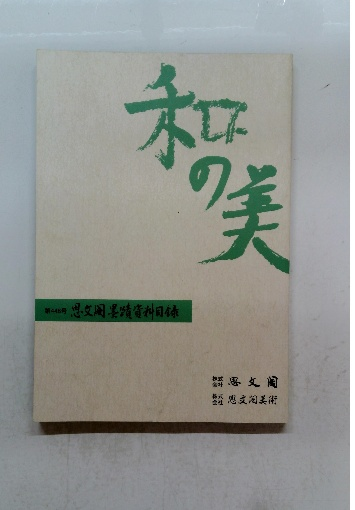 和の美
思文閣墨蹟資料目録
株式会社 思文閣
株式会社 思文閣美術